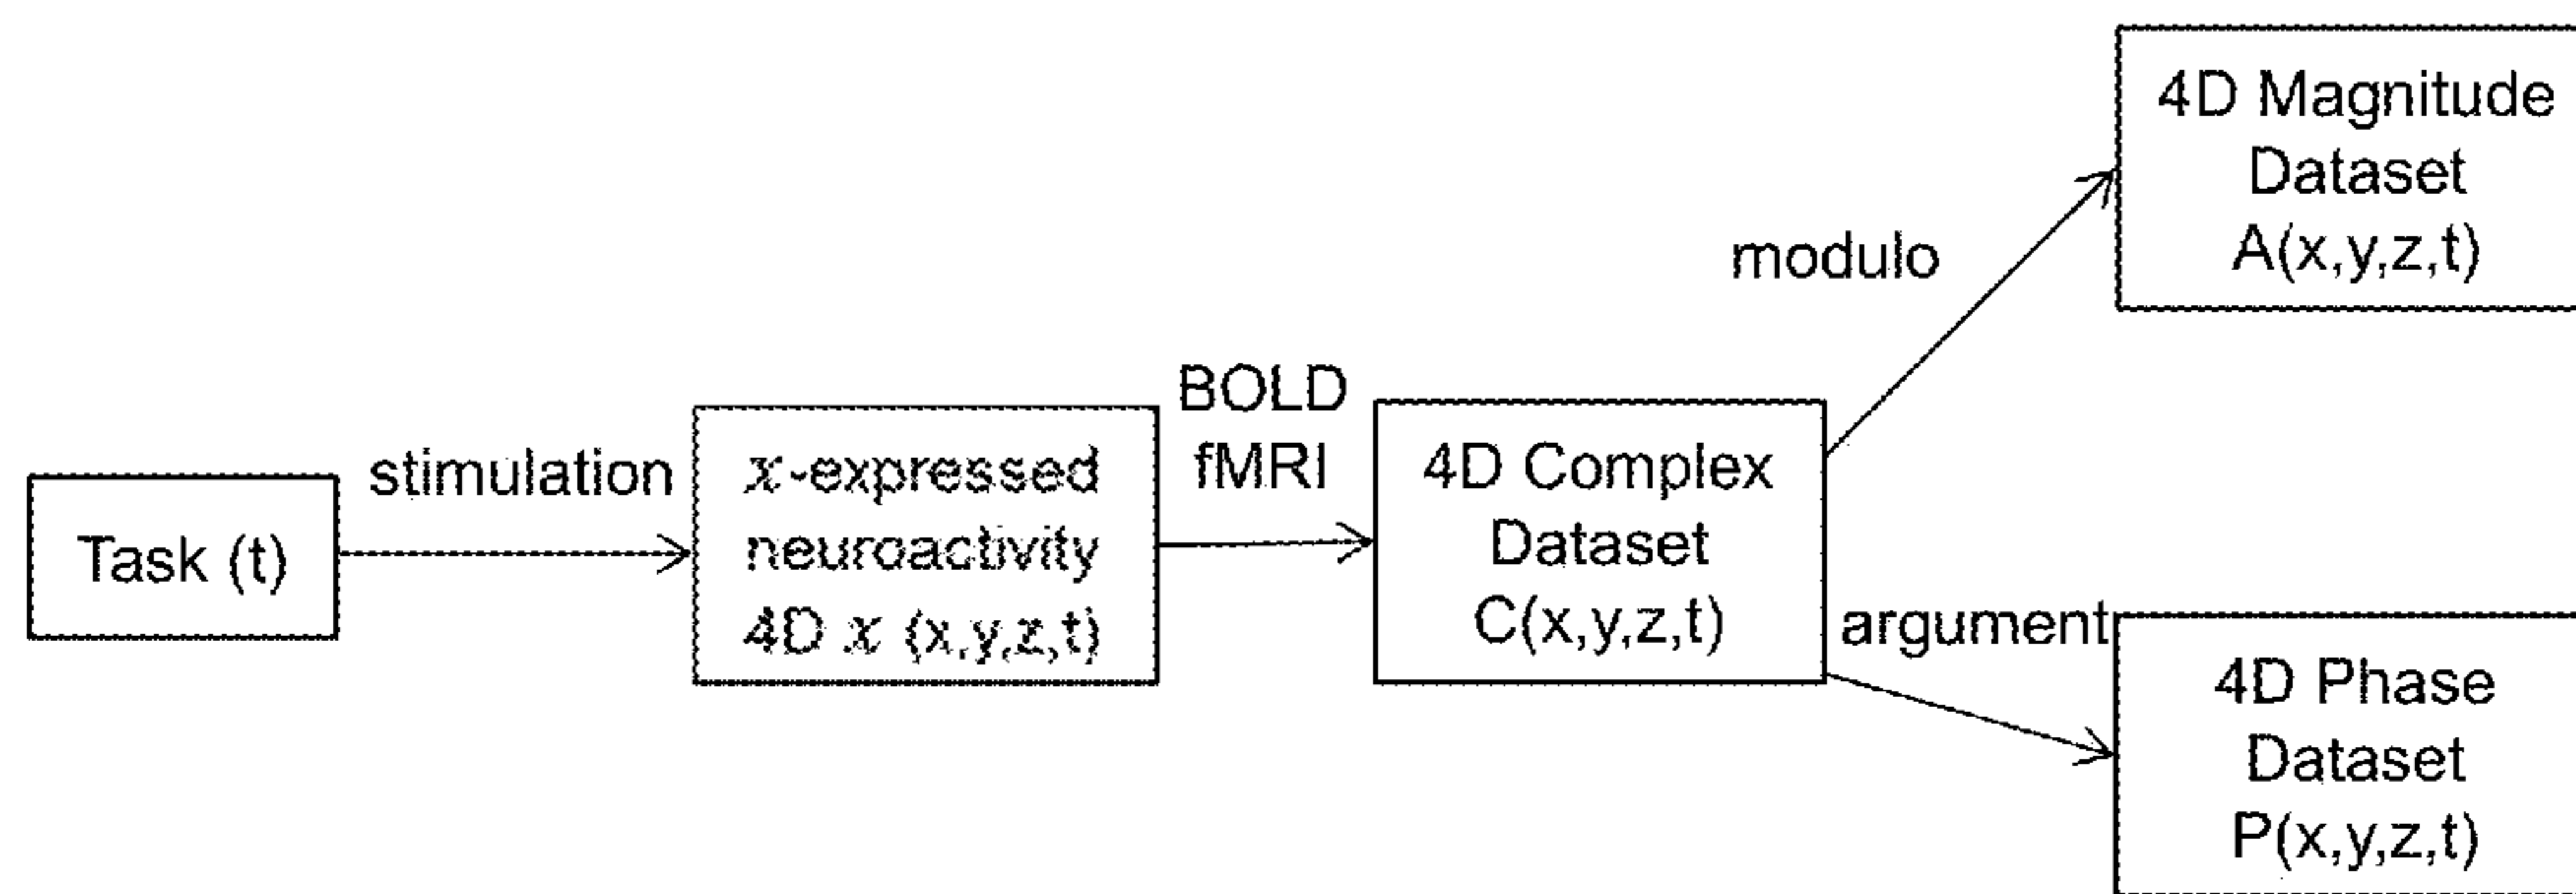 Task (t)
stimulation
x-expressed
neuroactivity
4D x (x,y,z,t)
BOLD
fMRI
4D Complex
Dataset
C(x,y,z,t)
modulo
4D Magnitude
Dataset
A(x,y,z,t)
argument
4D Phase
Dataset
P(x,y,z,t)